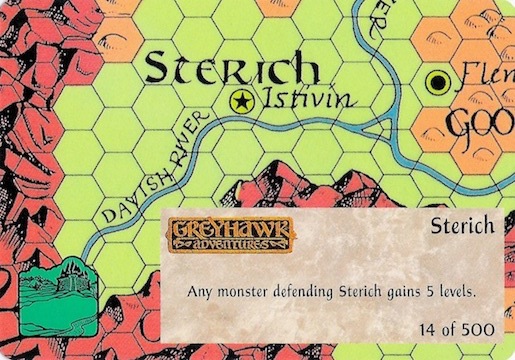 RIVER
STERICH
Istivin
Flen
GOO
DAVISH RIVER
GREYHAWK
ADVENTURES
Sterich
Any monster defending Sterich gains 5 levels.
14 of 500